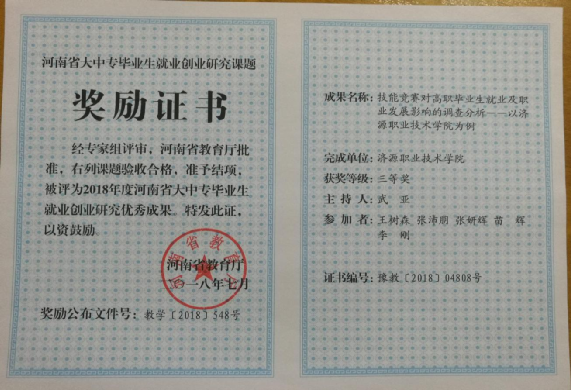 河南省大中专毕业生就业创业研究课题
奖励证书
经专家组评审，河南省教育厅批
准，右列课题验收合格，准予结项，
被评为2018年度河南省大中专毕业生
就业创业研究优秀成果。特发此证，
以资鼓励。
河南省教育厅
二〇一八年七月
奖励公布文件号：教学〔2018〕548号
成果名称：技能竞赛对高职毕业生就业及职
业发展影响的调查分析——以济
源职业技术学院为例
完成单位：济源职业技术学院
获奖等级：三等奖
主持人：武亚
参加者：王树森 张沛朋 张妍辉 苗辉
李刚
证书编号：豫教〔2018〕04808号